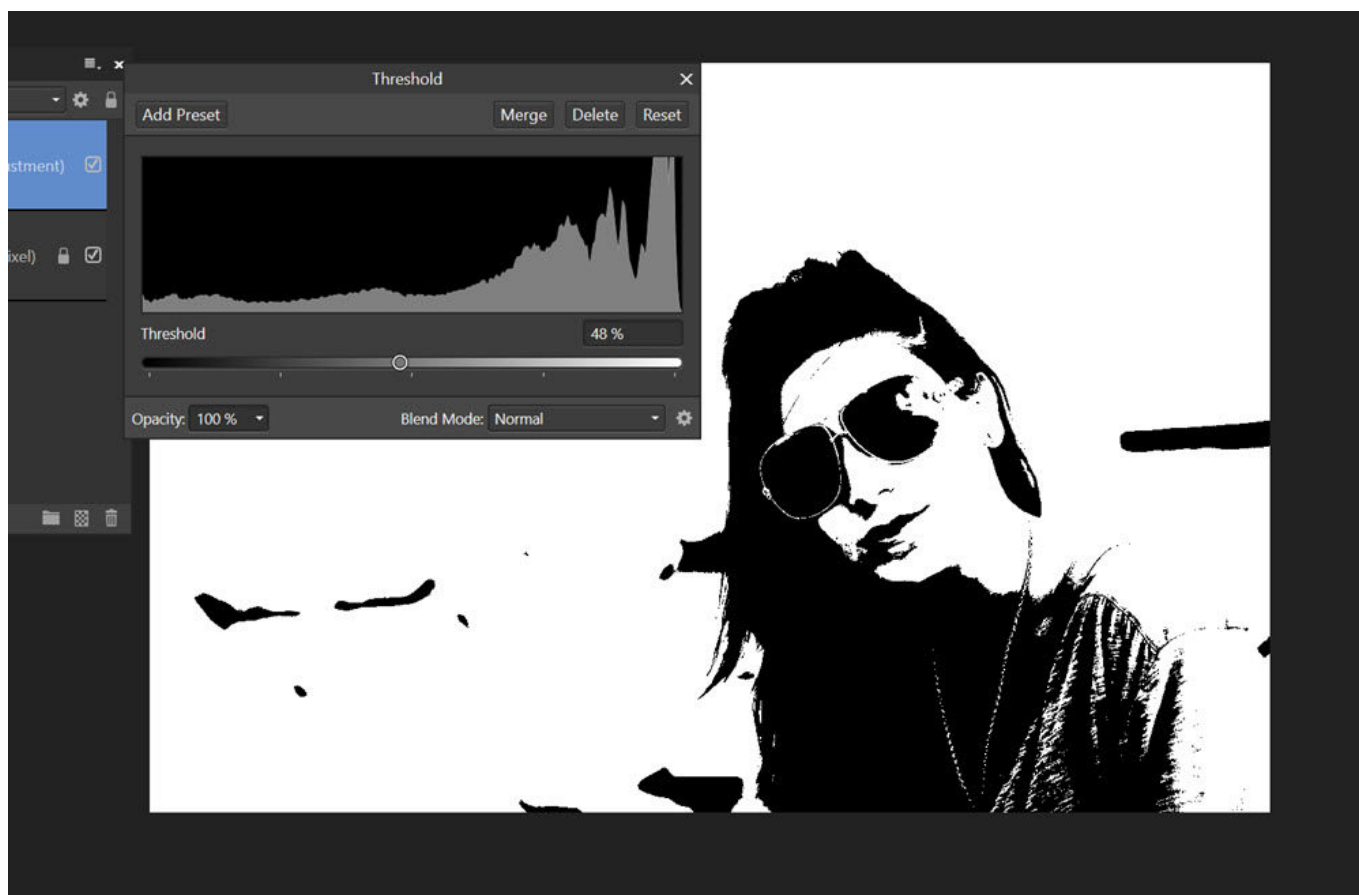 Threshold
Add Preset Merge Delete Reset
stment)
ixel)
Threshold 48 %
Opacity: 100 % Blend Mode: Normal